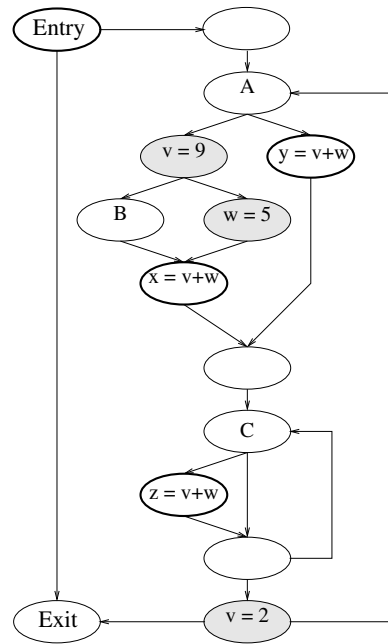 Entry
A
v = 9
y = v+w
B
w = 5
x = v+w
C
z = v+w
Exit
v = 2